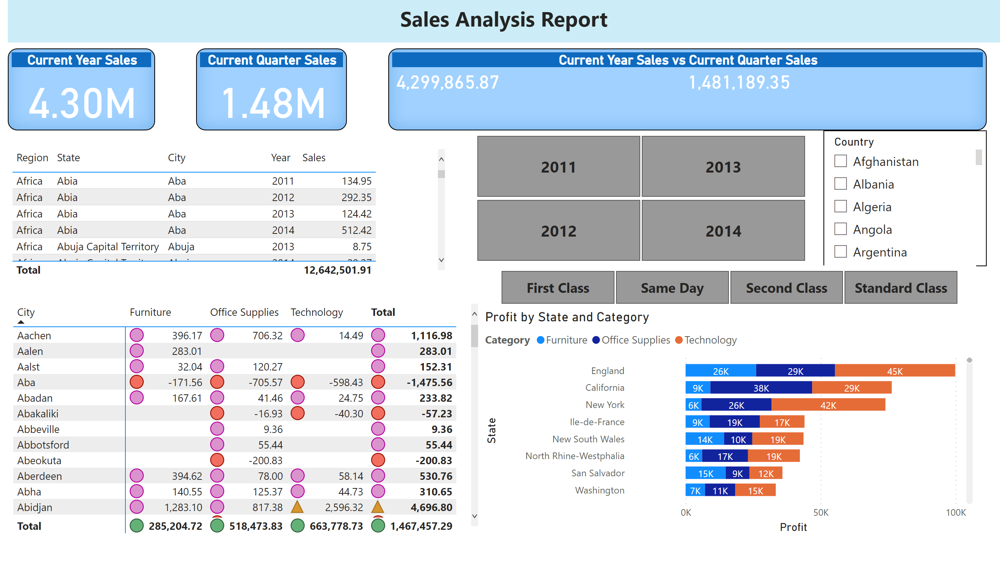 Sales Analysis Report
Current Year Sales
4.30M
Current Quarter Sales
1.48M
Current Year Sales vs Current Quarter Sales
4,299,865.87 1,481,189.35
Region State City Year Sales
Africa Abia Aba 2011 134.95
Africa Abia Aba 2012 292.35
Africa Abia Aba 2013 124.42
Africa Abia Aba 2014 512.42
Africa Abuja Capital Territory Abuja 2013 8.75
Total 12,642,501.91
2011 2013
2012 2014
Country
Afghanistan
Albania
Algeria
Angola
Argentina
First Class Same Day Second Class Standard Class
City Furniture Office Supplies Technology Total
Aachen 396.17 706.32 14.49 1,116.98
Aalen 283.01 283.01
Aalst 32.04 120.27 152.31
Aba -171.56 -705.57 -598.43 -1,475.56
Abadan 167.61 41.46 24.75 233.82
Abakaliki -16.93 -40.30 -57.23
Abbeville 9.36 9.36
Abbotsford 55.44 55.44
Abeokuta -200.83 -200.83
Aberdeen 394.62 78.00 58.14 530.76
Abha 140.55 125.37 44.73 310.65
Abidjan 1,283.10 817.38 2,596.32 4,696.80
Total 285,204.72 518,473.83 663,778.73 1,467,457.29
Profit by State and Category
Category Furniture Office Supplies Technology
State
England 26K 29K 45K
California 9K 38K 29K
New York 6K 26K 42K
Ile-de-France 9K 19K 17K
New South Wales 14K 10K 19K
North Rhine-Westphalia 6K 17K 19K
San Salvador 15K 9K 12K
Washington 7K 11K 15K
0K 50K 100K
Profit